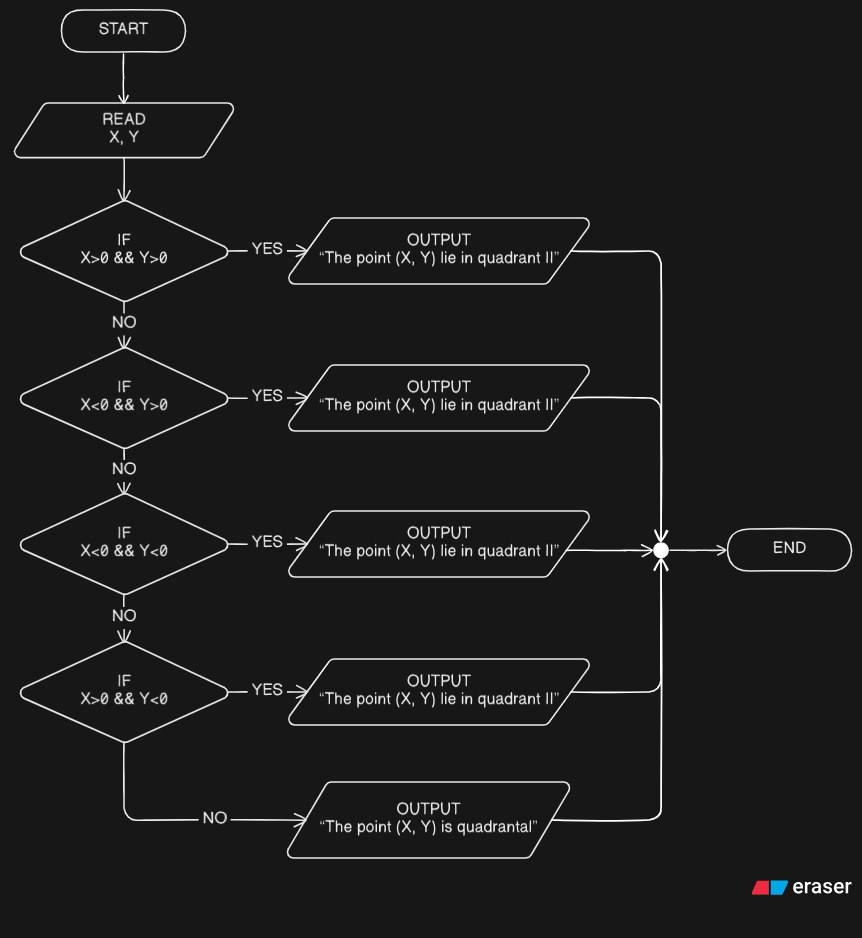 START
READ
X, Y
IF
X>0 && Y>0
YES
OUTPUT
“The point (X, Y) lie in quadrant II”
NO
IF
X<0 && Y>0
YES
OUTPUT
“The point (X, Y) lie in quadrant II”
NO
IF
X<0 && Y<0
YES
OUTPUT
“The point (X, Y) lie in quadrant II”
END
NO
IF
X>0 && Y<0
YES
OUTPUT
“The point (X, Y) lie in quadrant II”
NO
OUTPUT
“The point (X, Y) is quadrantal”
eraser